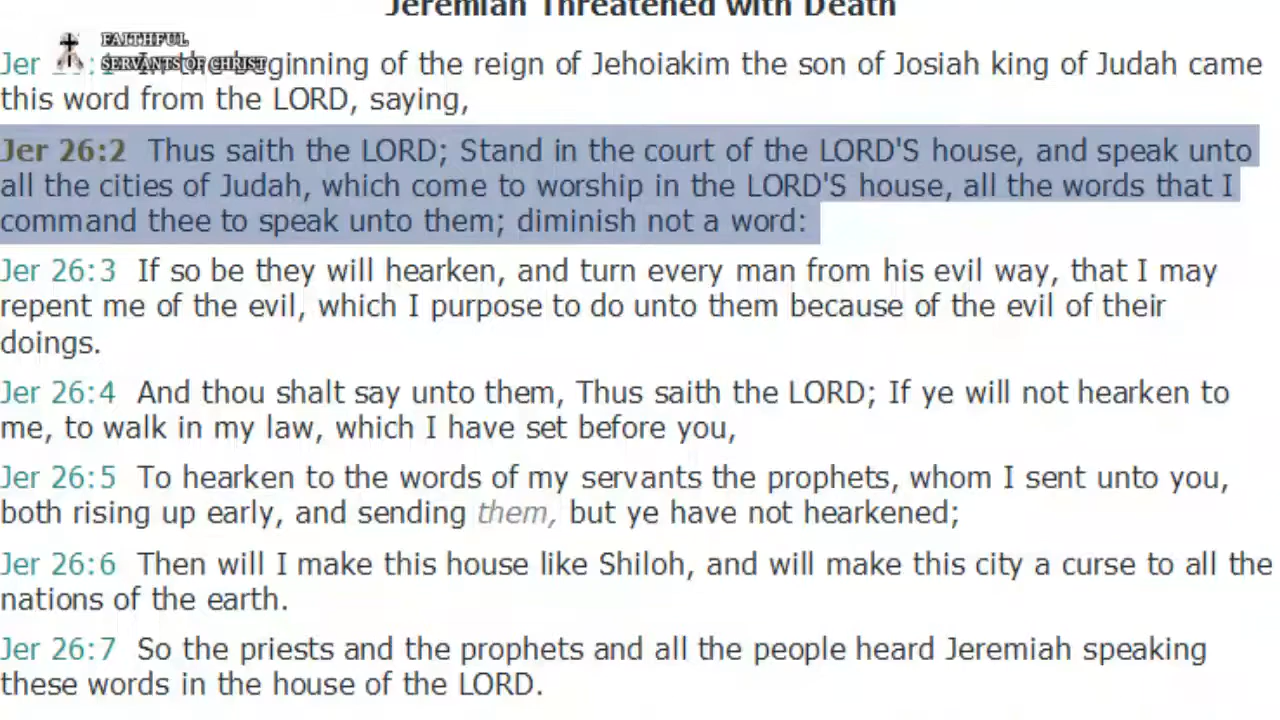 Jeremiah Threatened with Death
FAITHFUL
SERVANTS OF CHRIST
Jer :1 In the beginning of the reign of Jehoiakim the son of Josiah king of Judah came
this word from the LORD, saying,
Jer 26:2 Thus saith the LORD; Stand in the court of the LORD'S house, and speak unto
all the cities of Judah, which come to worship in the LORD'S house, all the words that I
command thee to speak unto them; diminish not a word:
Jer 26:3 If so be they will hearken, and turn every man from his evil way, that I may
repent me of the evil, which I purpose to do unto them because of the evil of their
doings.
Jer 26:4 And thou shalt say unto them, Thus saith the LORD; If ye will not hearken to
me, to walk in my law, which I have set before you,
Jer 26:5 To hearken to the words of my servants the prophets, whom I sent unto you,
both rising up early, and sending them, but ye have not hearkened;
Jer 26:6 Then will I make this house like Shiloh, and will make this city a curse to all the
nations of the earth.
Jer 26:7 So the priests and the prophets and all the people heard Jeremiah speaking
these words in the house of the LORD.